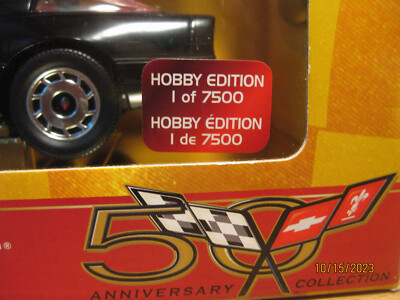 HOBBY EDITION
1 of 7500
HOBBY ÉDITION
1 de 7500
50
®
10/15/2023
ANNIVERSARY COLLECTION